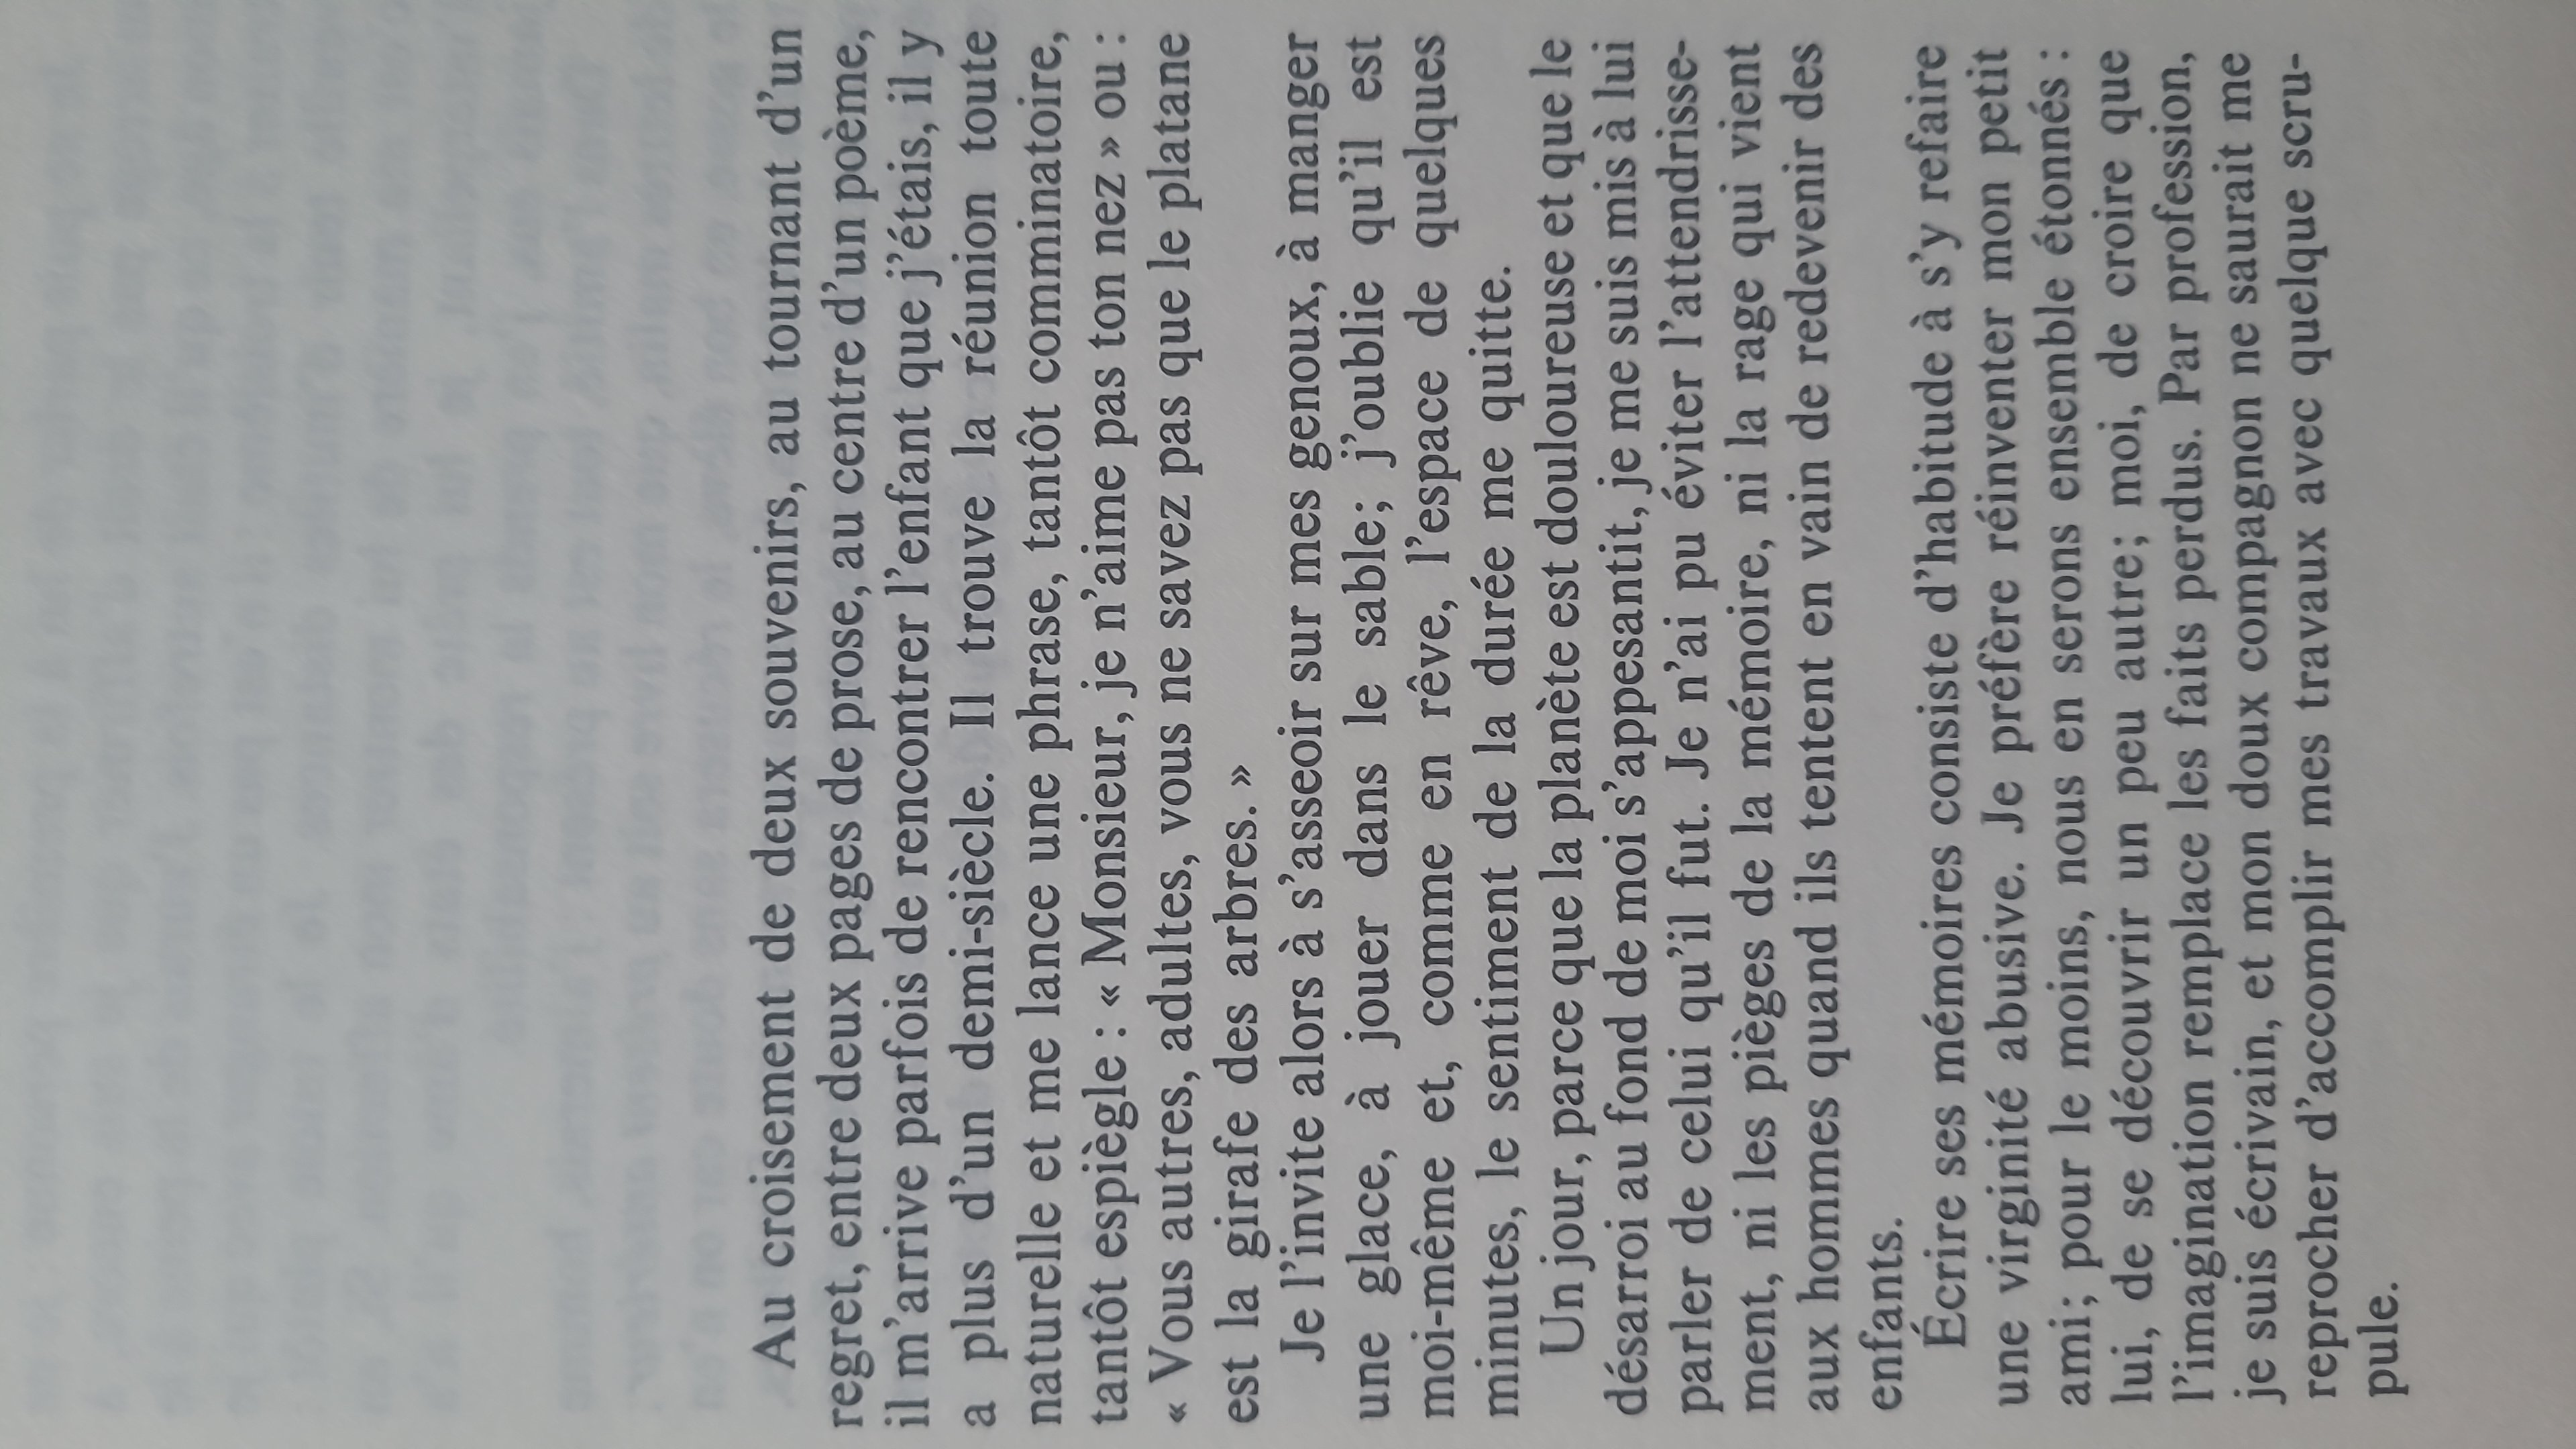 Au croisement de deux souvenirs, au tournant d'un
regret, entre deux pages de prose, au centre d'un poème,
il m'arrive parfois de rencontrer l'enfant que j'étais, il y
a plus d'un demi-siècle. Il trouve la réunion toute
naturelle et me lance une phrase, tantôt comminatoire,
tantôt espiègle : « Monsieur, je n'aime pas ton nez » ou :
« Vous autres, adultes, vous ne savez pas que le platane
est la girafe des arbres. »
Je l'invite alors à s'asseoir sur mes genoux, à manger
une glace, à jouer dans le sable; j'oublie qu'il est
moi-même et, comme en rêve, l'espace de quelques
minutes, le sentiment de la durée me quitte.
Un jour, parce que la planète est douloureuse et que le
désarroi au fond de moi s'appesantit, je me suis mis à lui
parler de celui qu'il fut. Je n'ai pu éviter l'attendrisse-
ment, ni les pièges de la mémoire, ni la rage qui vient
aux hommes quand ils tentent en vain de redevenir des
enfants.
Écrire ses mémoires consiste d'habitude à s'y refaire
une virginité abusive. Je préfère réinventer mon petit
ami; pour le moins, nous en serons ensemble étonnés :
lui, de se découvrir un peu autre; moi, de croire que
l'imagination remplace les faits perdus. Par profession,
je suis écrivain, et mon doux compagnon ne saurait me
reprocher d'accomplir mes travaux avec quelque scru-
pule.